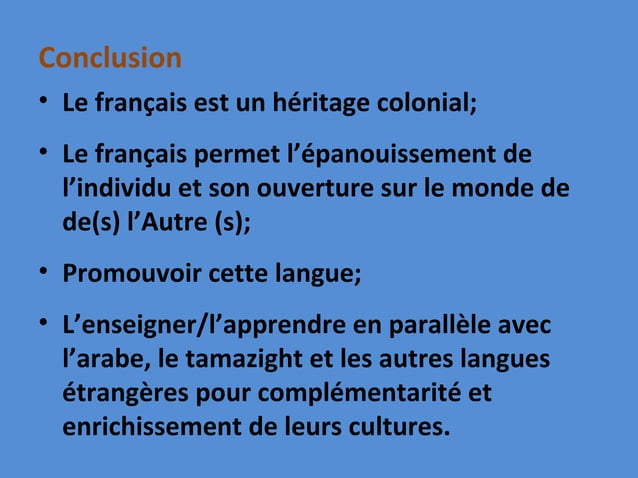 Conclusion
• Le français est un héritage colonial;
• Le français permet l’épanouissement de
l’individu et son ouverture sur le monde de
de(s) l’Autre (s);
• Promouvoir cette langue;
• L’enseigner/l’apprendre en parallèle avec
l’arabe, le tamazight et les autres langues
étrangères pour complémentarité et
enrichissement de leurs cultures.